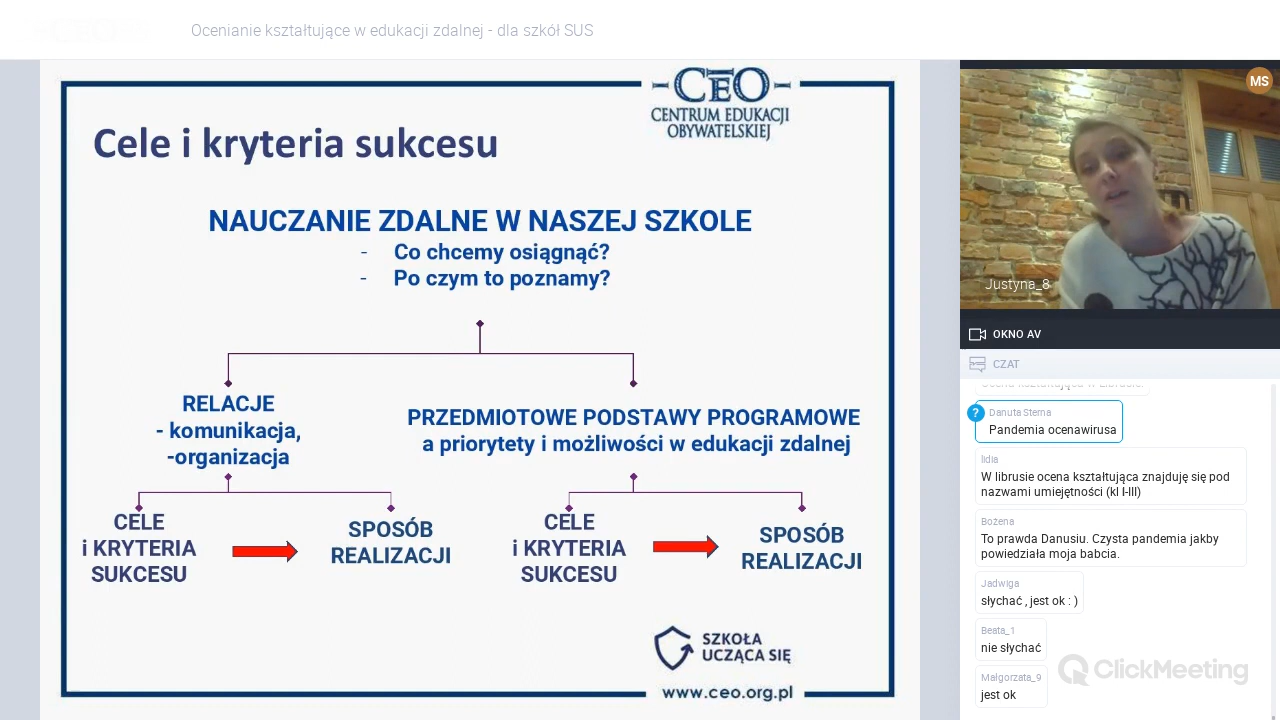 Ocenianie kształtujące w edukacji zdalnej - dla szkół SUS
CEO
CENTRUM EDUKACJI
OBYWATELSKIEJ
Cele i kryteria sukcesu
NAUCZANIE ZDALNE W NASZEJ SZKOLE
- Co chcemy osiągnąć?
- Po czym to poznamy?
RELACJE
- komunikacja,
-organizacja
PRZEDMIOTOWE PODSTAWY PROGRAMOWE
a priorytety i możliwości w edukacji zdalnej
CELE
i KRYTERIA
SUKCESU
SPOSÓB
REALIZACJI
CELE
i KRYTERIA
SUKCESU
SPOSÓB
REALIZACJI
SZKOŁA
UCZĄCA SIĘ
www.ceo.org.pl
MS
Justyna_8
OKNO AV
CZAT
Ocena kształtująca w Librusie.
?
Danuta Sterna
Pandemia ocenawirusa
lidia
W librusie ocena kształtująca znajduję się pod
nazwami umiejętności (kl I-III)
Bożena
To prawda Danusiu. Czysta pandemia jakby
powiedziała moja babcia.
Jadwiga
słychać , jest ok : )
Beata_1
nie słychać
Małgorzata_9
jest ok
ClickMeeting